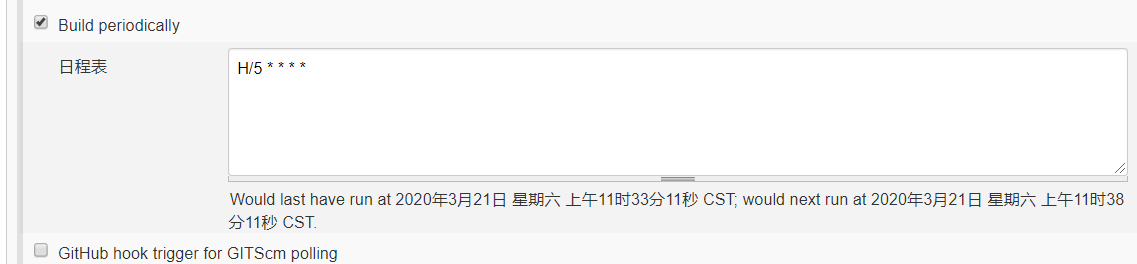 Build periodically
日程表
H/5 * * * *
Would last have run at 2020年3月21日 星期六 上午11时33分11秒 CST; would next run at 2020年3月21日 星期六 上午11时38
分11秒 CST.
GitHub hook trigger for GITScm polling